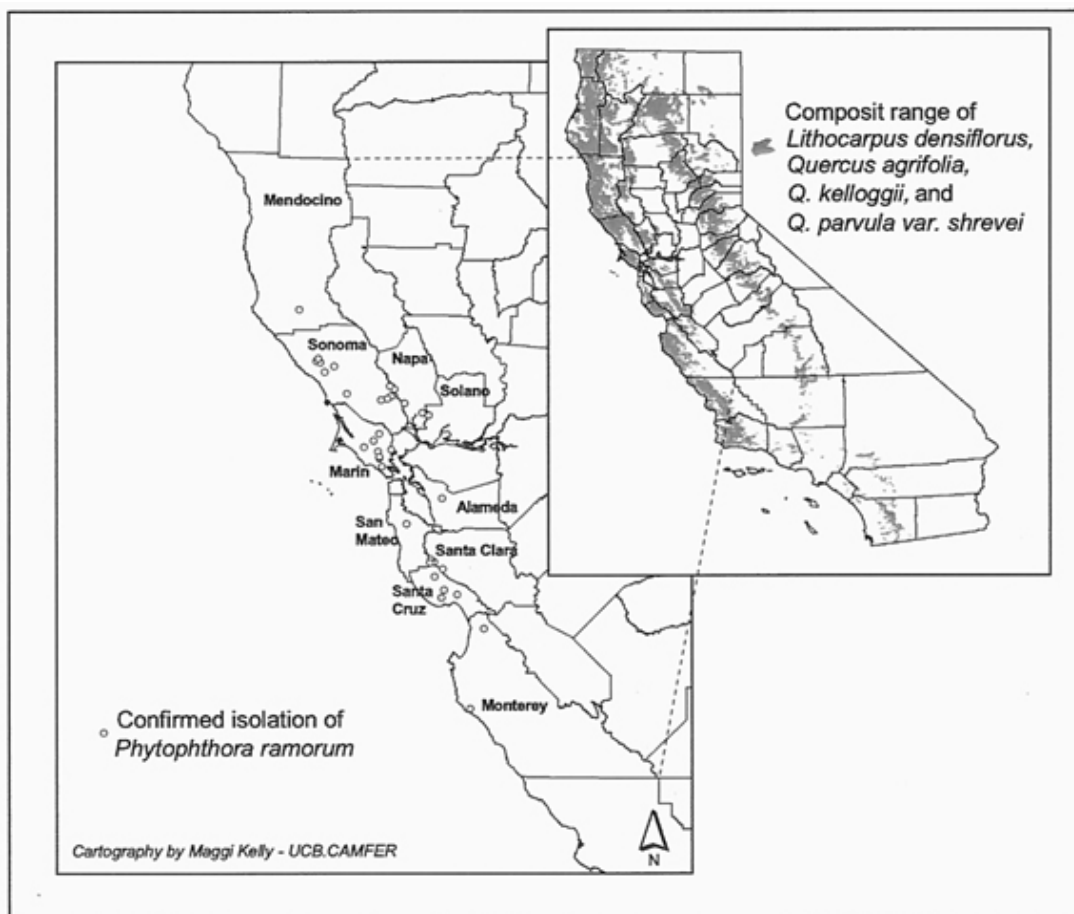 Composit range of
Lithocarpus densiflorus,
Quercus agrifolia,
Q. kelloggii, and
Q. parvula var. shrevei
Mendocino
Sonoma
Napa
Solano
Marin
Alameda
San
Mateo
Santa Clara
Santa
Cruz
Monterey
Confirmed isolation of
Phytophthora ramorum
Cartography by Maggi Kelly - UCB.CAMFER
N